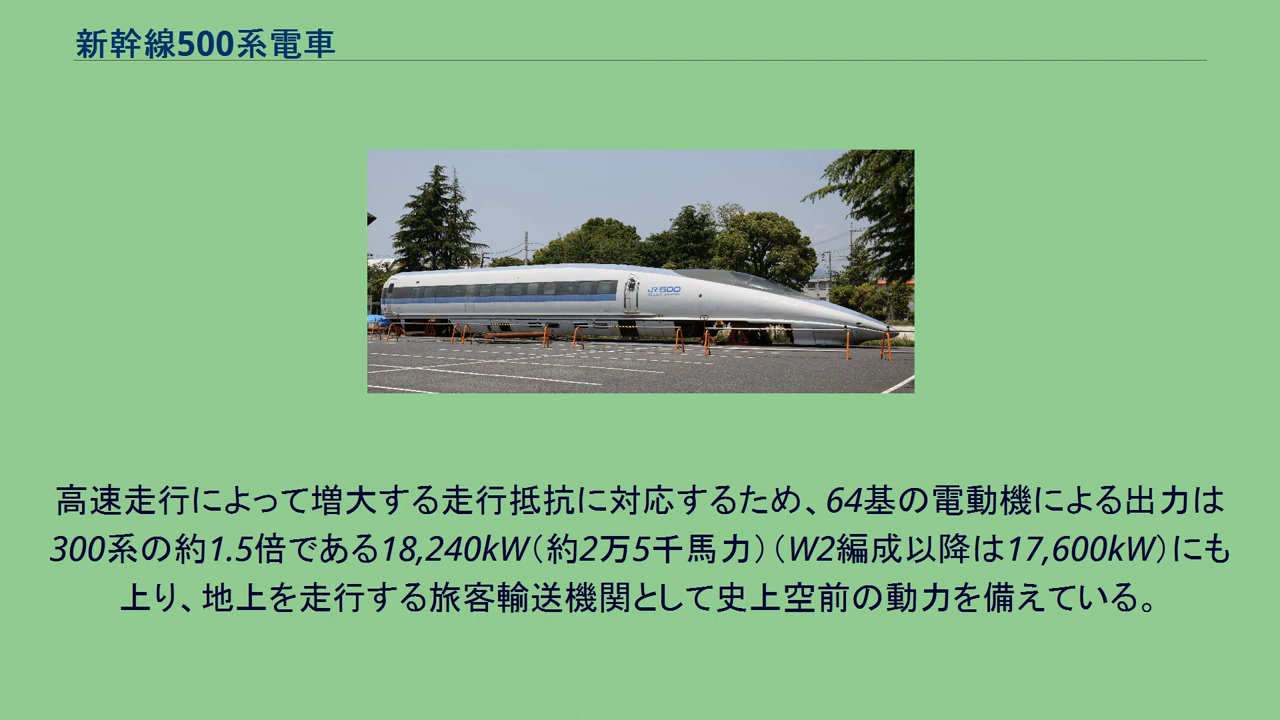 新幹線500系電車
JR500
高速走行によって増大する走行抵抗に対応するため、64基の電動機による出力は
300系の約1.5倍である18,240kW（約2万5千馬力）（W2編成以降は17,600kW）にも
上り、地上を走行する旅客輸送機関として史上空前の動力を備えている。